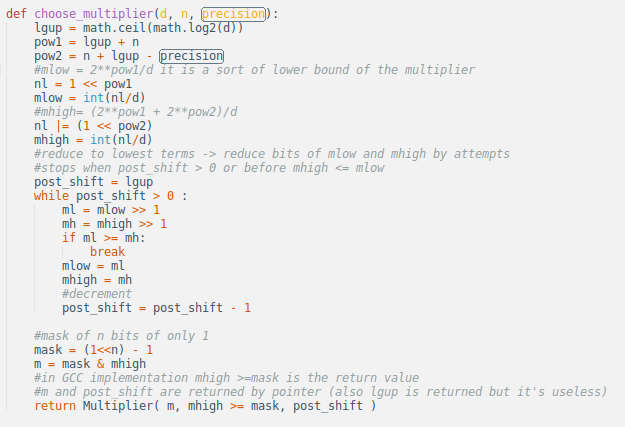 def choose_multiplier(d, n, precision):
    lgup = math.ceil(math.log2(d))
    pow1 = lgup + n
    pow2 = n + lgup - precision
    #mlow = 2**pow1/d it is a sort of lower bound of the multiplier
    nl = 1 << pow1
    mlow = int(nl/d)
    #mhigh= (2**pow1 + 2**pow2)/d
    nl |= (1 << pow2)
    mhigh = int(nl/d)
    #reduce to lowest terms -> reduce bits of mlow and mhigh by attempts
    #stops when post_shift > 0 or before mhigh <= mlow
    post_shift = lgup
    while post_shift > 0 :
        ml = mlow >> 1
        mh = mhigh >> 1
        if ml >= mh:
            break
        mlow = ml
        mhigh = mh
        #decrement
        post_shift = post_shift - 1

    #mask of n bits of only 1
    mask = (1<<n) - 1
    m = mask & mhigh
    #in GCC implementation mhigh >=mask is the return value
    #m and post_shift are returned by pointer (also lgup is returned but it's useless)
    return Multiplier( m, mhigh >= mask, post_shift )